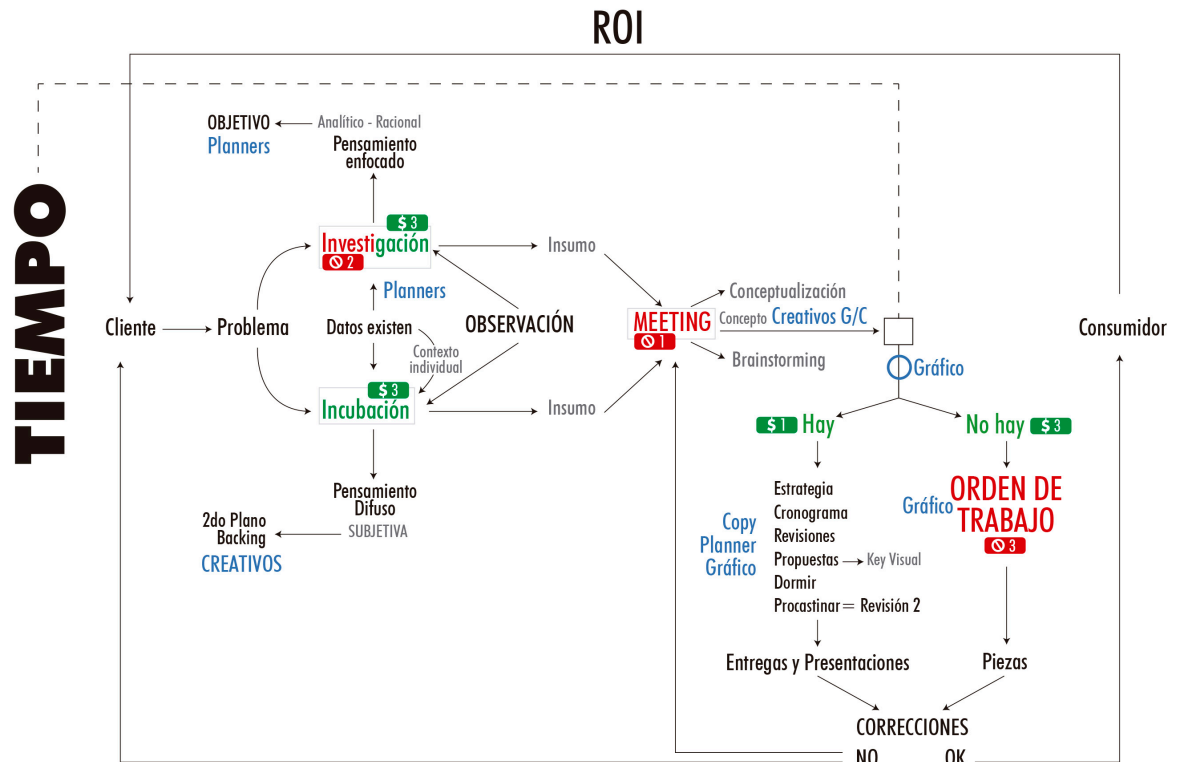 ROI
TIEMPO
OBJETIVO
Planners
Analítico - Racional
Pensamiento
enfocado
$ 3
Investigación
2
Insumo
Planners
Cliente
Problema
Datos existen
OBSERVACIÓN
Contexto
individual
$ 3
Incubación
Insumo
Pensamiento
Difuso
SUBJETIVA
2do Plano
Backing
CREATIVOS
MEETING
1
Conceptualización
Concepto Creativos G/C
Brainstorming
Consumidor
Gráfico
$ 1 Hay
No hay $ 3
Estrategia
Cronograma
Revisiones
Propuestas
Key Visual
Dormir
Procastinar = Revisión 2
Copy
Planner
Gráfico
Gráfico
ORDEN DE
TRABAJO
3
Entregas y Presentaciones
Piezas
CORRECCIONES
NO OK